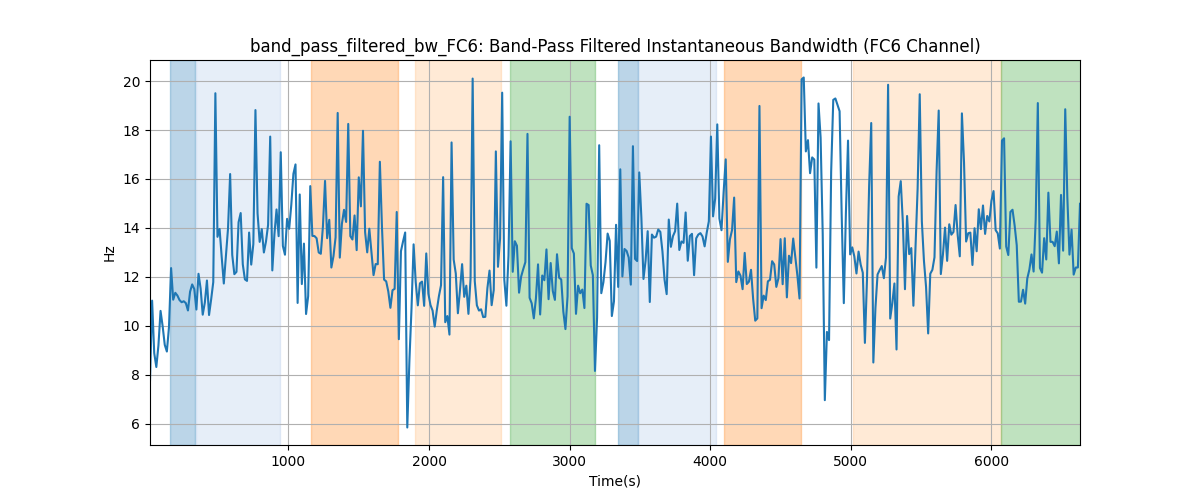 band_pass_filtered_bw_FC6: Band-Pass Filtered Instantaneous Bandwidth (FC6 Channel)
20
18
16
14
12
10
8
6
Hz
1000 2000 3000 4000 5000 6000
Time(s)